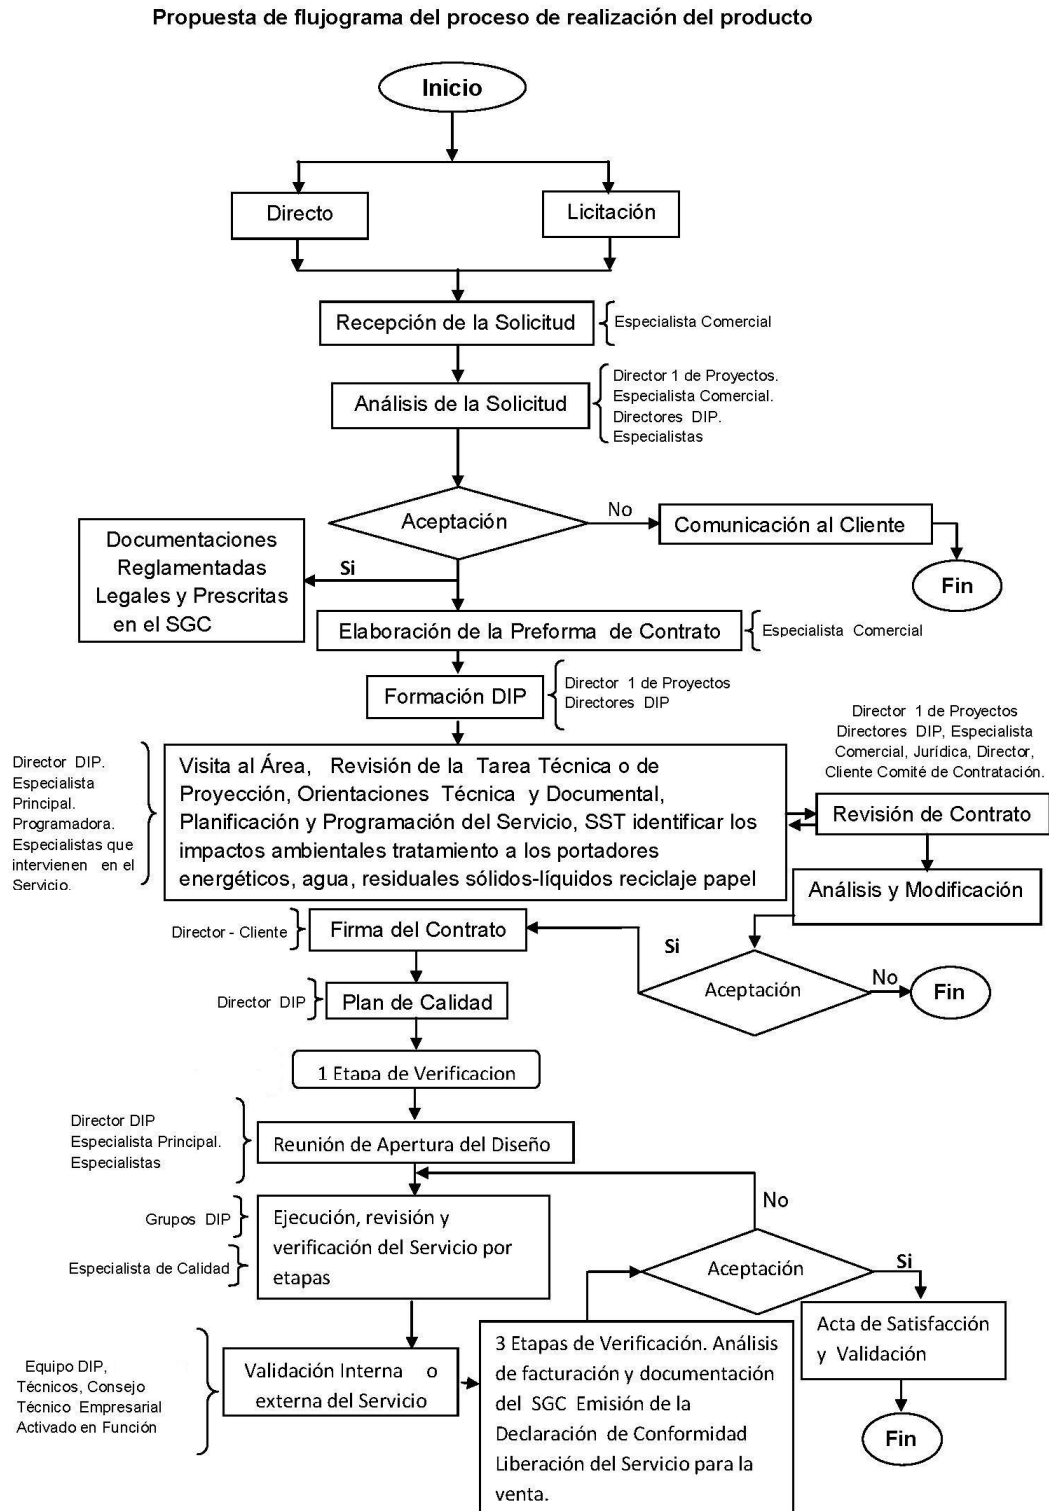 Propuesta de flujograma del proceso de realización del producto
Inicio
Directo
Licitación
Recepción de la Solicitud
Especialista Comercial
Análisis de la Solicitud
Director 1 de Proyectos.
Especialista Comercial.
Directores DIP.
Especialistas
Aceptación
No
Comunicación al Cliente
Fin
Si
Documentaciones
Reglamentadas
Legales y Prescritas
en el SGC
Elaboración de la Preforma de Contrato
Especialista Comercial
Formación DIP
Director 1 de Proyectos
Directores DIP
Director DIP.
Especialista
Principal.
Programadora.
Especialistas que
intervienen en el
Servicio.
Visita al Área, Revisión de la Tarea Técnica o de
Proyección, Orientaciones Técnica y Documental,
Planificación y Programación del Servicio, SST identificar los
impactos ambientales tratamiento a los portadores
energéticos, agua, residuales sólidos-líquidos reciclaje papel
Director 1 de Proyectos
Directores DIP, Especialista
Comercial, Jurídica, Director,
Cliente Comité de Contratación.
Revisión de Contrato
Análisis y Modificación
Aceptación
No
Fin
Si
Director - Cliente
Firma del Contrato
Director DIP
Plan de Calidad
1 Etapa de Verificacion
Director DIP
Especialista Principal.
Especialistas
Reunión de Apertura del Diseño
Grupos DIP
Especialista de Calidad
Ejecución, revisión y
verificación del Servicio por
etapas
No
Aceptación
Si
Acta de Satisfacción
y Validación
Fin
Equipo DIP,
Técnicos, Consejo
Técnico Empresarial
Activado en Función
Validación Interna o
externa del Servicio
3 Etapas de Verificación. Análisis
de facturación y documentación
del SGC Emisión de la
Declaración de Conformidad
Liberación del Servicio para la
venta.